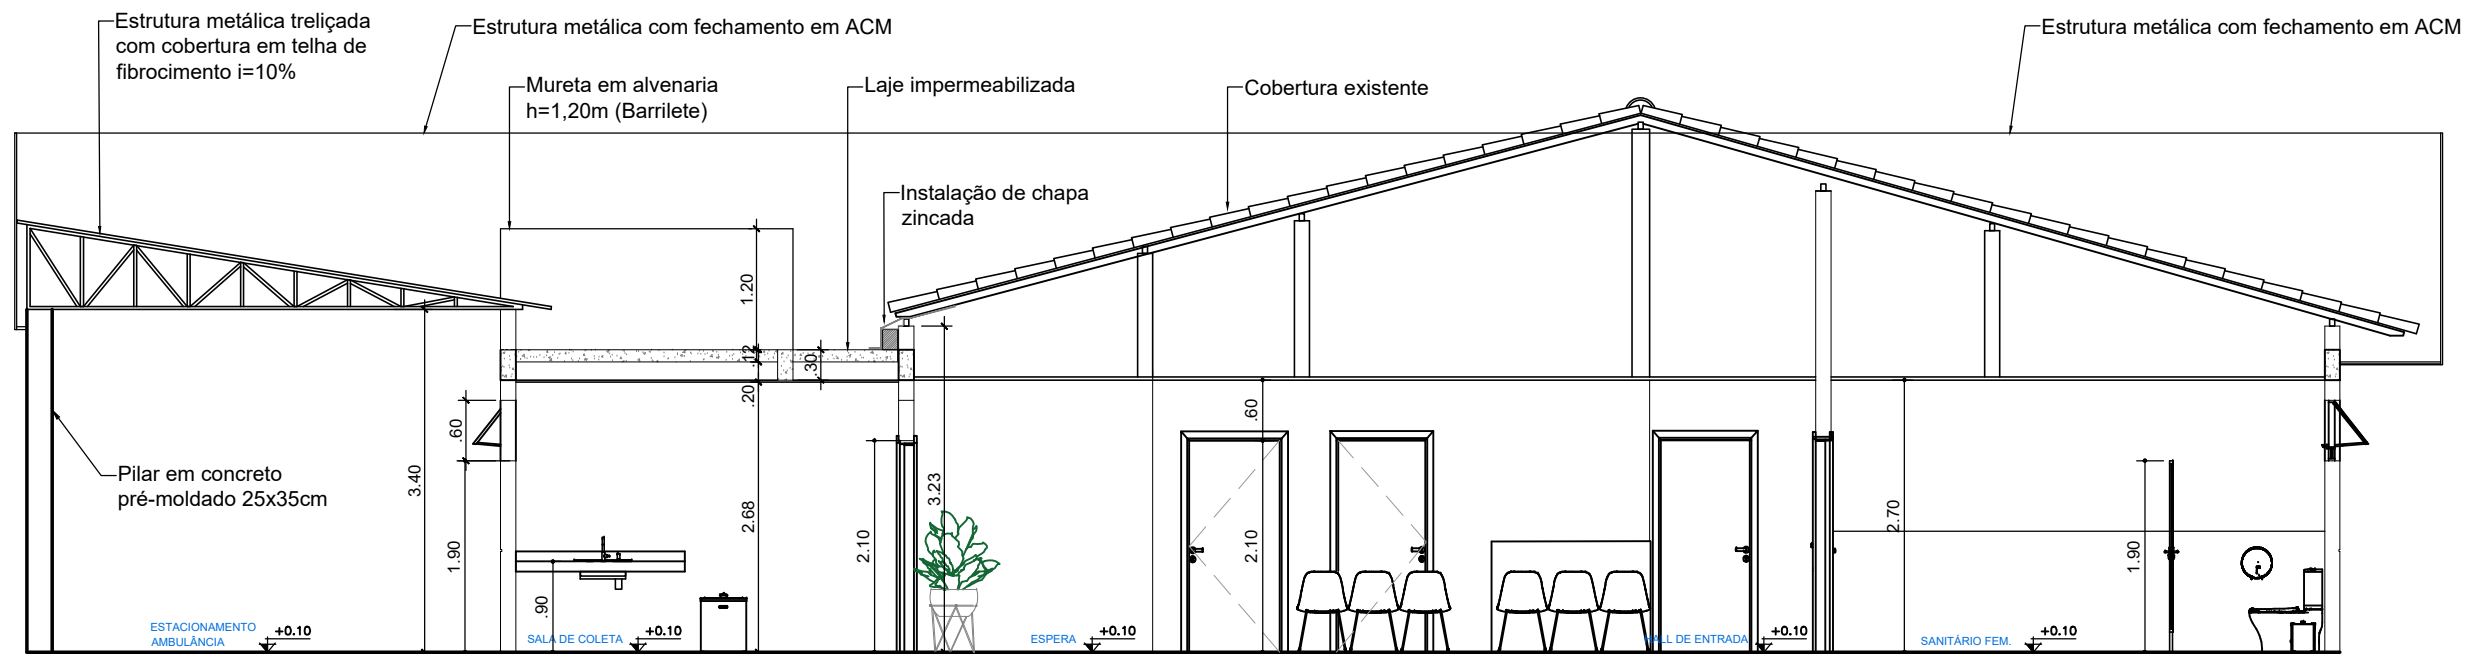 Estrutura metálica treliçada
com cobertura em telha de
fibrocimento i=10%
Estrutura metálica com fechamento em ACM
Estrutura metálica com fechamento em ACM
Mureta em alvenaria
h=1,20m (Barrilete)
Laje impermeabilizada
Cobertura existente
Instalação de chapa
zincada
1.20
.12
.30
.20
.60
.60
3.40
3.23
2.68
2.70
2.10
2.10
1.90
1.90
.90
Pilar em concreto
pré-moldado 25x35cm
ESTACIONAMENTO
AMBULÂNCIA
+0.10
SALA DE COLETA
+0.10
ESPERA
+0.10
HALL DE ENTRADA
+0.10
SANITÁRIO FEM.
+0.10